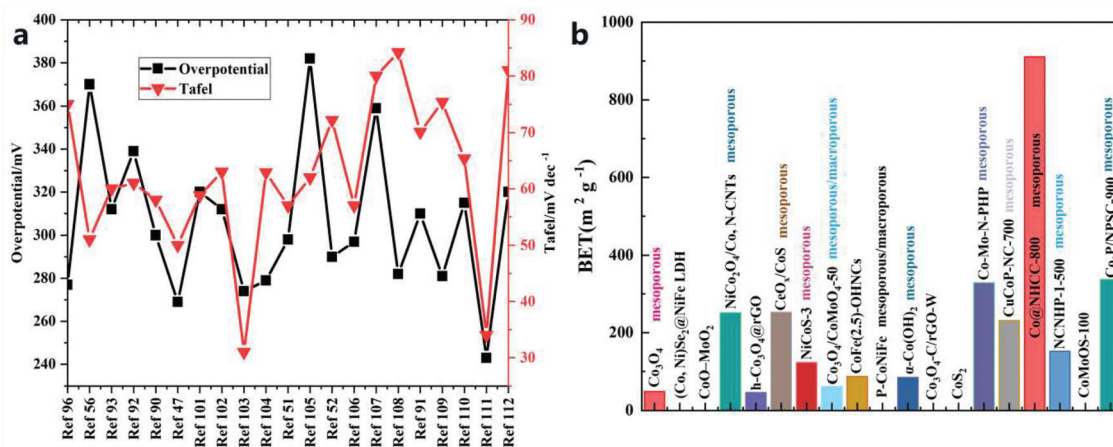 a
Overpotential
Tafel
Overpotential/mV
400
380
360
340
320
300
280
260
240
90
80
70
60
50
40
30
Tafel/mV dec⁻¹
Ref 96
Ref 56
Ref 93
Ref 92
Ref 90
Ref 47
Ref 101
Ref 102
Ref 103
Ref 104
Ref 51
Ref 105
Ref 52
Ref 106
Ref 107
Ref 108
Ref 91
Ref 109
Ref 110
Ref 111
Ref 112
b
BET(m² g⁻¹)
1000
800
600
400
200
0
Co₃O₄ mesoporous
(Co, Ni)Se₂@NiFe LDH
CoO–MoO₂
NiCo₂O₄/Co, N-CNTs mesoporous
h-Co₃O₄@rGO
CeOₓ/CoS mesoporous
NiCoS-3 mesoporous
Co₃O₄/CoMoO₄-50 mesoporous/macroporous
CoFe(2.5)-OHNCs
P-CoNiFe mesoporous/macroporous
α-Co(OH)₂ mesoporous
Co₃O₄-C/rGO-W
CoS₂
Co-Mo-N-PHP mesoporous
CuCoP-NC-700 mesoporous
Co@NHCC-800 mesoporous
NCNHP-1-500 mesoporous
CoMoOS-100
mesoporous